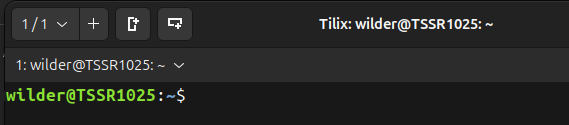 1 / 1
Tilix: wilder@TSSR1025: ~
1: wilder@TSSR1025: ~
wilder@TSSR1025:~$